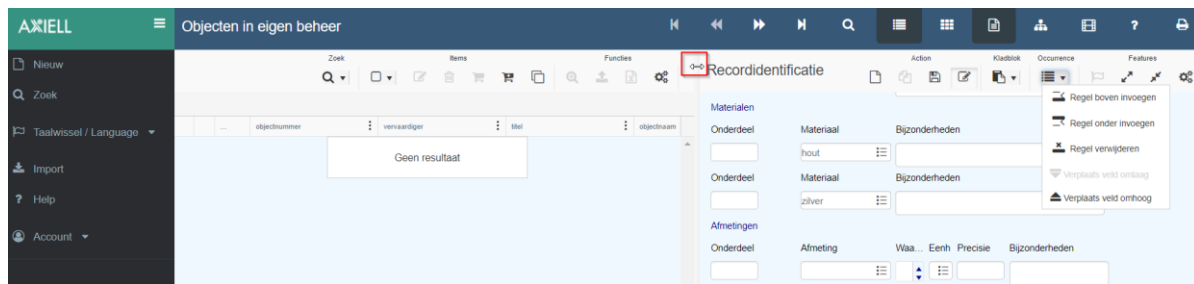 AXIELL
Objecten in eigen beheer
?
Nieuw
Zoek
Taalwissel / Language
Import
? Help
Account
Zoek
Items
Functies
objectnummer
vervaardiger
titel
objectnaam
...
Geen resultaat
Recordidentificatie
Action
Kladblok
Occurrence
Features
Regel boven invoegen
Regel onder invoegen
Regel verwijderen
Verplaats veld omlaag
Verplaats veld omhoog
Materialen
Onderdeel Materiaal Bijzonderheden
hout
Onderdeel Materiaal Bijzonderheden
zilver
Afmetingen
Onderdeel Afmeting Waa... Eenh Precisie Bijzonderheden